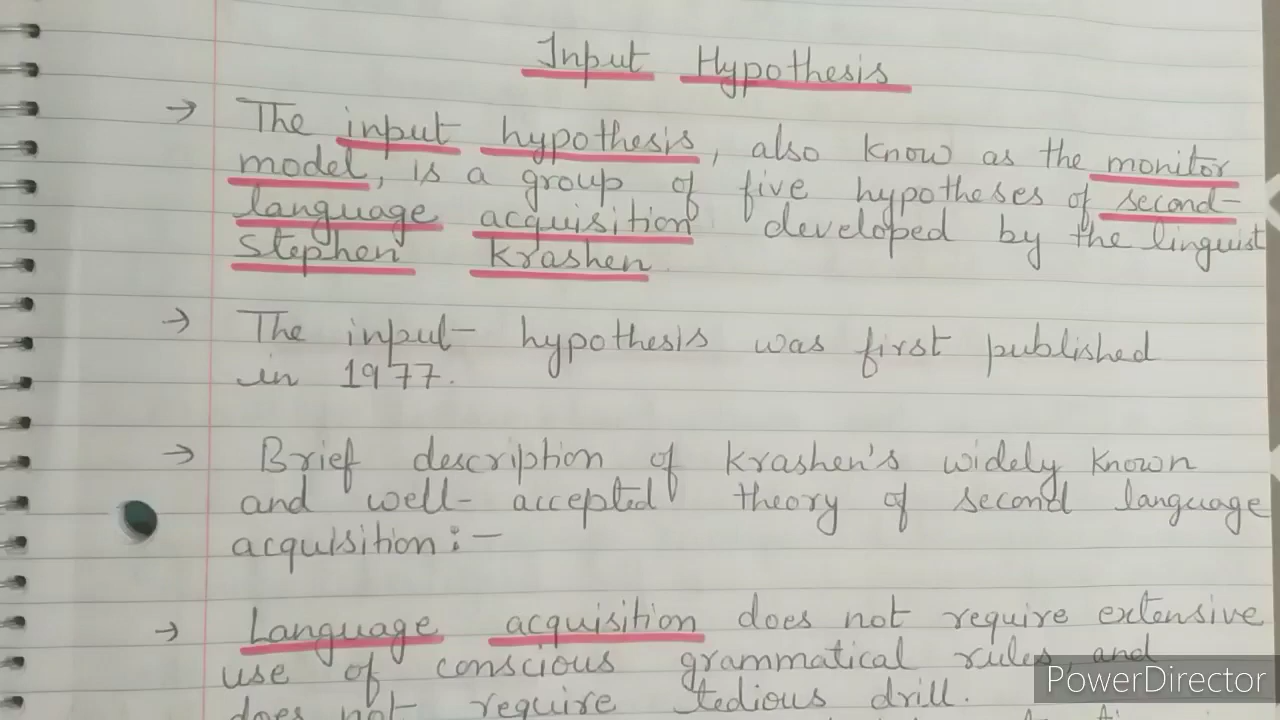 Input Hypothesis
→ The input hypothesis, also know as the monitor
model, is a group of five hypotheses of second-
language acquisition developed by the linguist
Stephen Krashen.
→ The input- hypothesis was first published
in 1977.
→ Brief description of Krashen's widely known
and well- accepted theory of second language
acquisition:-
→ Language acquisition does not require extensive
use of conscious grammatical rules, and
does not require tedious drill.
PowerDirector